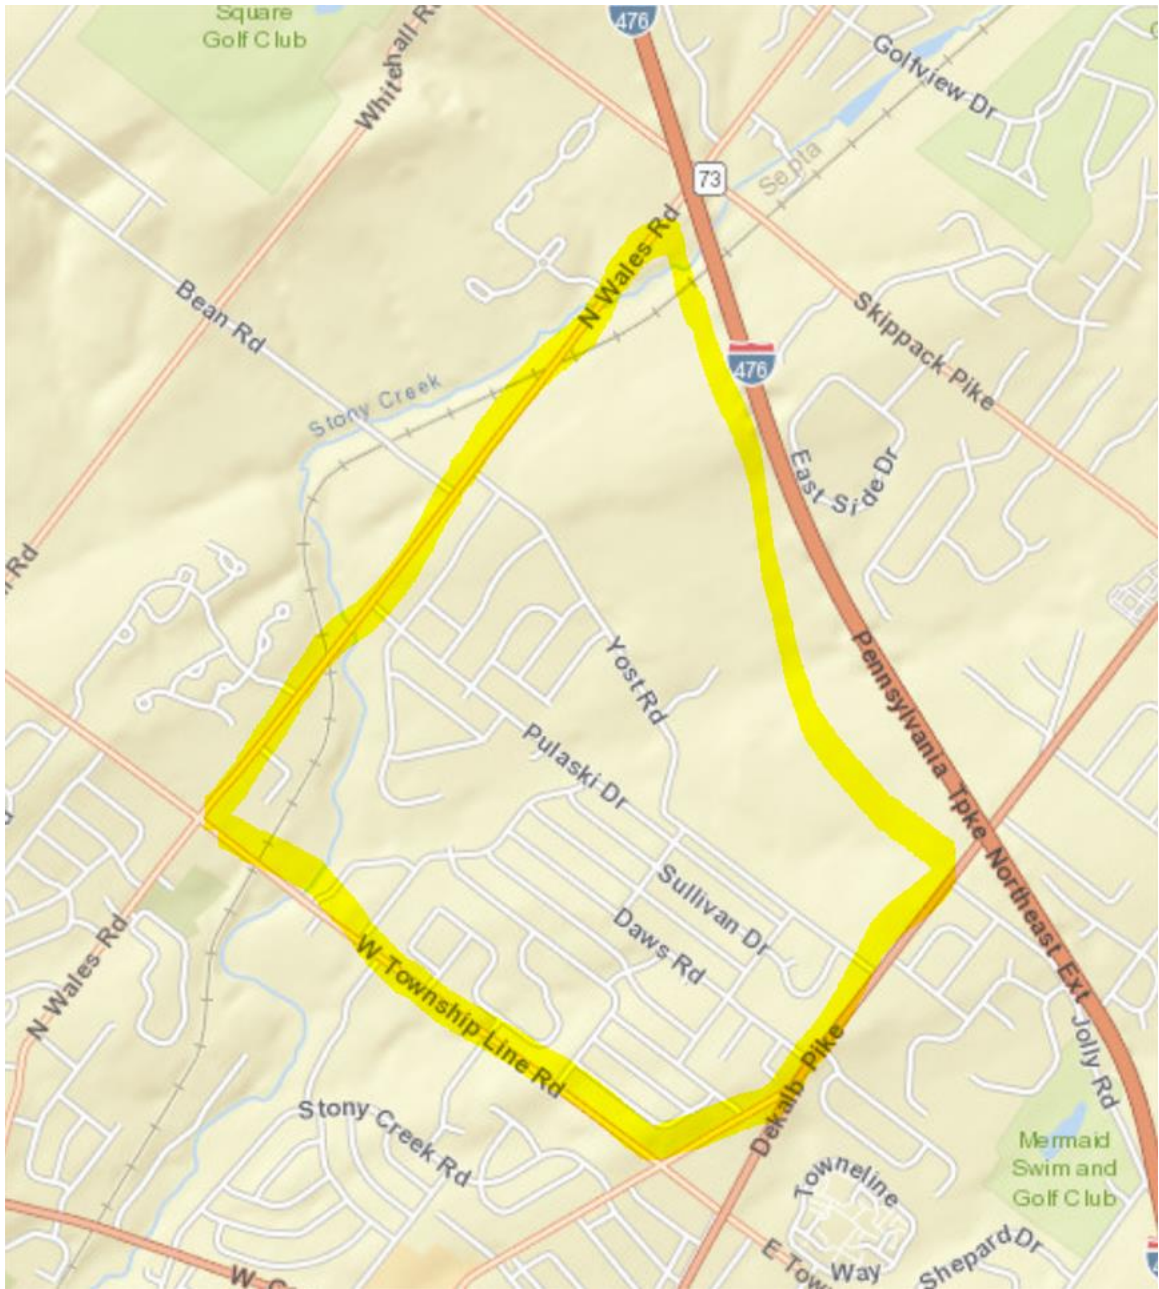 Square
Golf Club
Whitehall Rd
476
Golfview Dr
73
Septa
N Wales Rd
Bean Rd
Skippack Pike
476
Stony Creek
East Side Dr
Rd
Yost Rd
Pennsylvania Tpke Northeast Ext
Pulaski Dr
Sullivan Dr
Daws Rd
N Wales Rd
W Township Line Rd
Dekalb Pike
Jolly Rd
Stony Creek Rd
Mermaid
Swim and
Golf Club
Towneline
Way
E Tow
Shepard Dr
W G